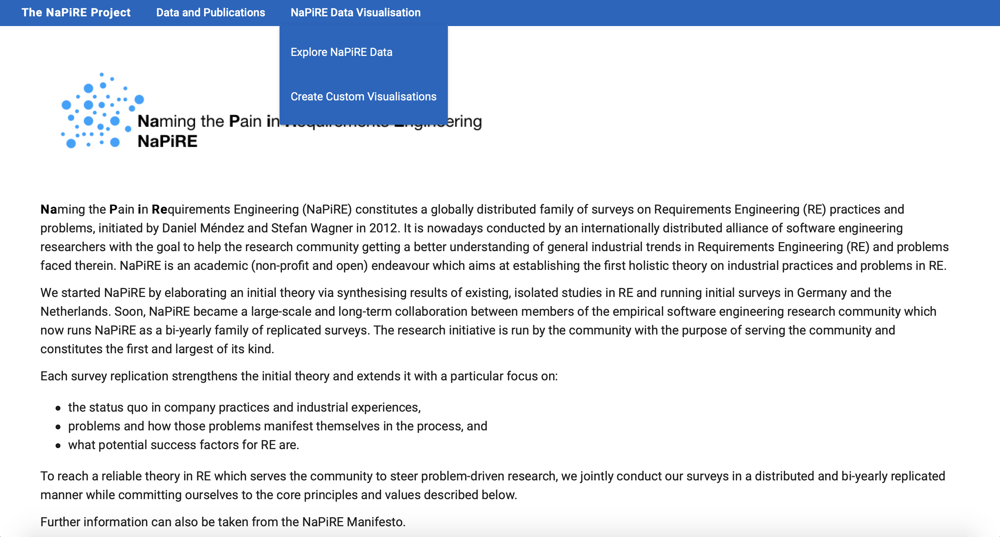 The NaPiRE Project Data and Publications NaPiRE Data Visualisation
Explore NaPiRE Data
Create Custom Visualisations
Naming the Pain in ering
NaPiRE
Naming the Pain in Requirements Engineering (NaPiRE) constitutes a globally distributed family of surveys on Requirements Engineering (RE) practices and
problems, initiated by Daniel Méndez and Stefan Wagner in 2012. It is nowadays conducted by an internationally distributed alliance of software engineering
researchers with the goal to help the research community getting a better understanding of general industrial trends in Requirements Engineering (RE) and problems
faced therein. NaPiRE is an academic (non-profit and open) endeavour which aims at establishing the first holistic theory on industrial practices and problems in RE.
We started NaPiRE by elaborating an initial theory via synthesising results of existing, isolated studies in RE and running initial surveys in Germany and the
Netherlands. Soon, NaPiRE became a large-scale and long-term collaboration between members of the empirical software engineering research community which
now runs NaPiRE as a bi-yearly family of replicated surveys. The research initiative is run by the community with the purpose of serving the community and
constitutes the first and largest of its kind.
Each survey replication strengthens the initial theory and extends it with a particular focus on:
• the status quo in company practices and industrial experiences,
• problems and how those problems manifest themselves in the process, and
• what potential success factors for RE are.
To reach a reliable theory in RE which serves the community to steer problem-driven research, we jointly conduct our surveys in a distributed and bi-yearly replicated
manner while committing ourselves to the core principles and values described below.
Further information can also be taken from the NaPiRE Manifesto.